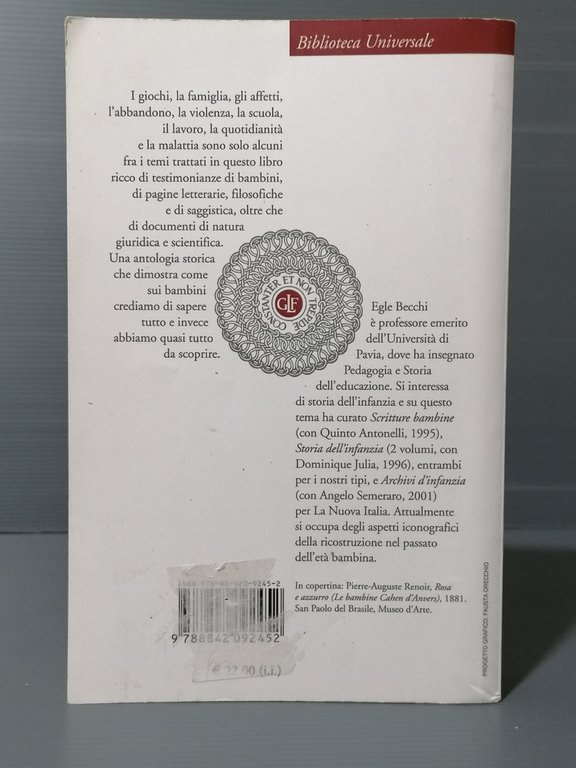 Biblioteca Universale
I giochi, la famiglia, gli affetti,
l'abbandono, la violenza, la scuola,
il lavoro, la quotidianità
e la malattia sono solo alcuni
fra i temi trattati in questo libro
ricco di testimonianze di bambini,
di pagine letterarie, filosofiche
e di saggistica, oltre che
di documenti di natura
giuridica e scientifica.
Una antologia storica
che dimostra come
sui bambini
crediamo di sapere
tutto e invece
abbiamo quasi tutto
da scoprire.
CONSTANTER ET NON TREPIDE
GLF
Egle Becchi
è professore emerito
dell'Università di
Pavia, dove ha insegnato
Pedagogia e Storia
dell'educazione. Si interessa
di storia dell'infanzia e su questo
tema ha curato Scritture bambine
(con Quinto Antonelli, 1995),
Storia dell'infanzia (2 volumi, con
Dominique Julia, 1996), entrambi
per i nostri tipi, e Archivi d'infanzia
(con Angelo Semeraro, 2001)
per La Nuova Italia. Attualmente
si occupa degli aspetti iconografici
della ricostruzione nel passato
dell'età bambina.
In copertina: Pierre-Auguste Renoir, Rosa
e azzurro (Le bambine Cahen d'Anvers), 1881.
San Paolo del Brasile, Museo d'Arte.
PROGETTO GRAFICO: FAUSTA ORECCHIO
ISBN 978-88-420-9245-2
9 788842 092452
€ 22,00 (i.i.)